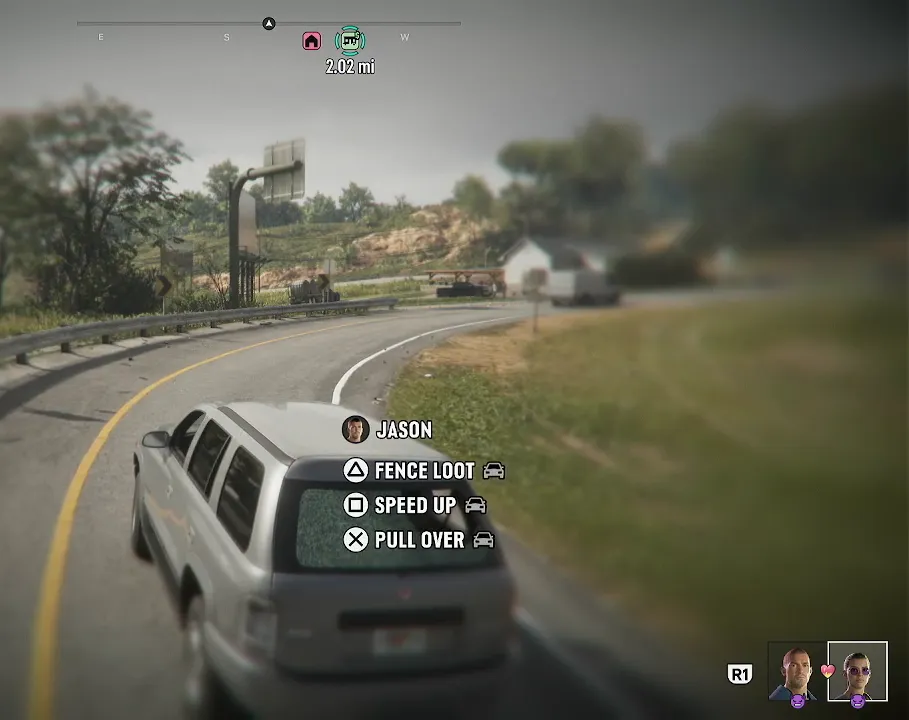 E
S
W
2.02 mi
JASON
FENCE LOOT
SPEED UP
PULL OVER
R1